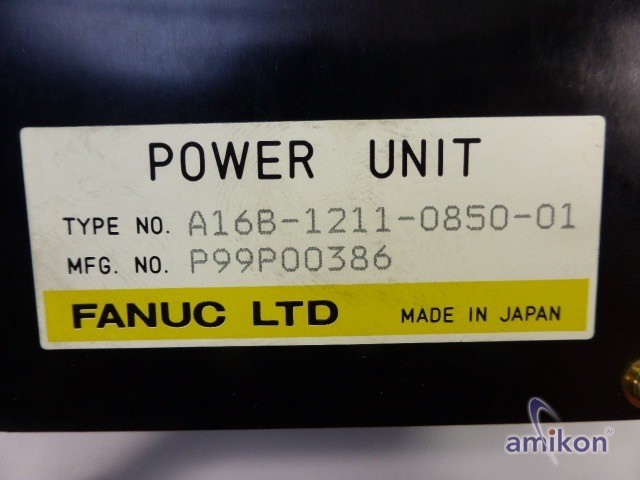 POWER UNIT
TYPE NO. A16B-1211-0850-01
MFG. NO. P99P00386
FANUC LTD MADE IN JAPAN
amikon®